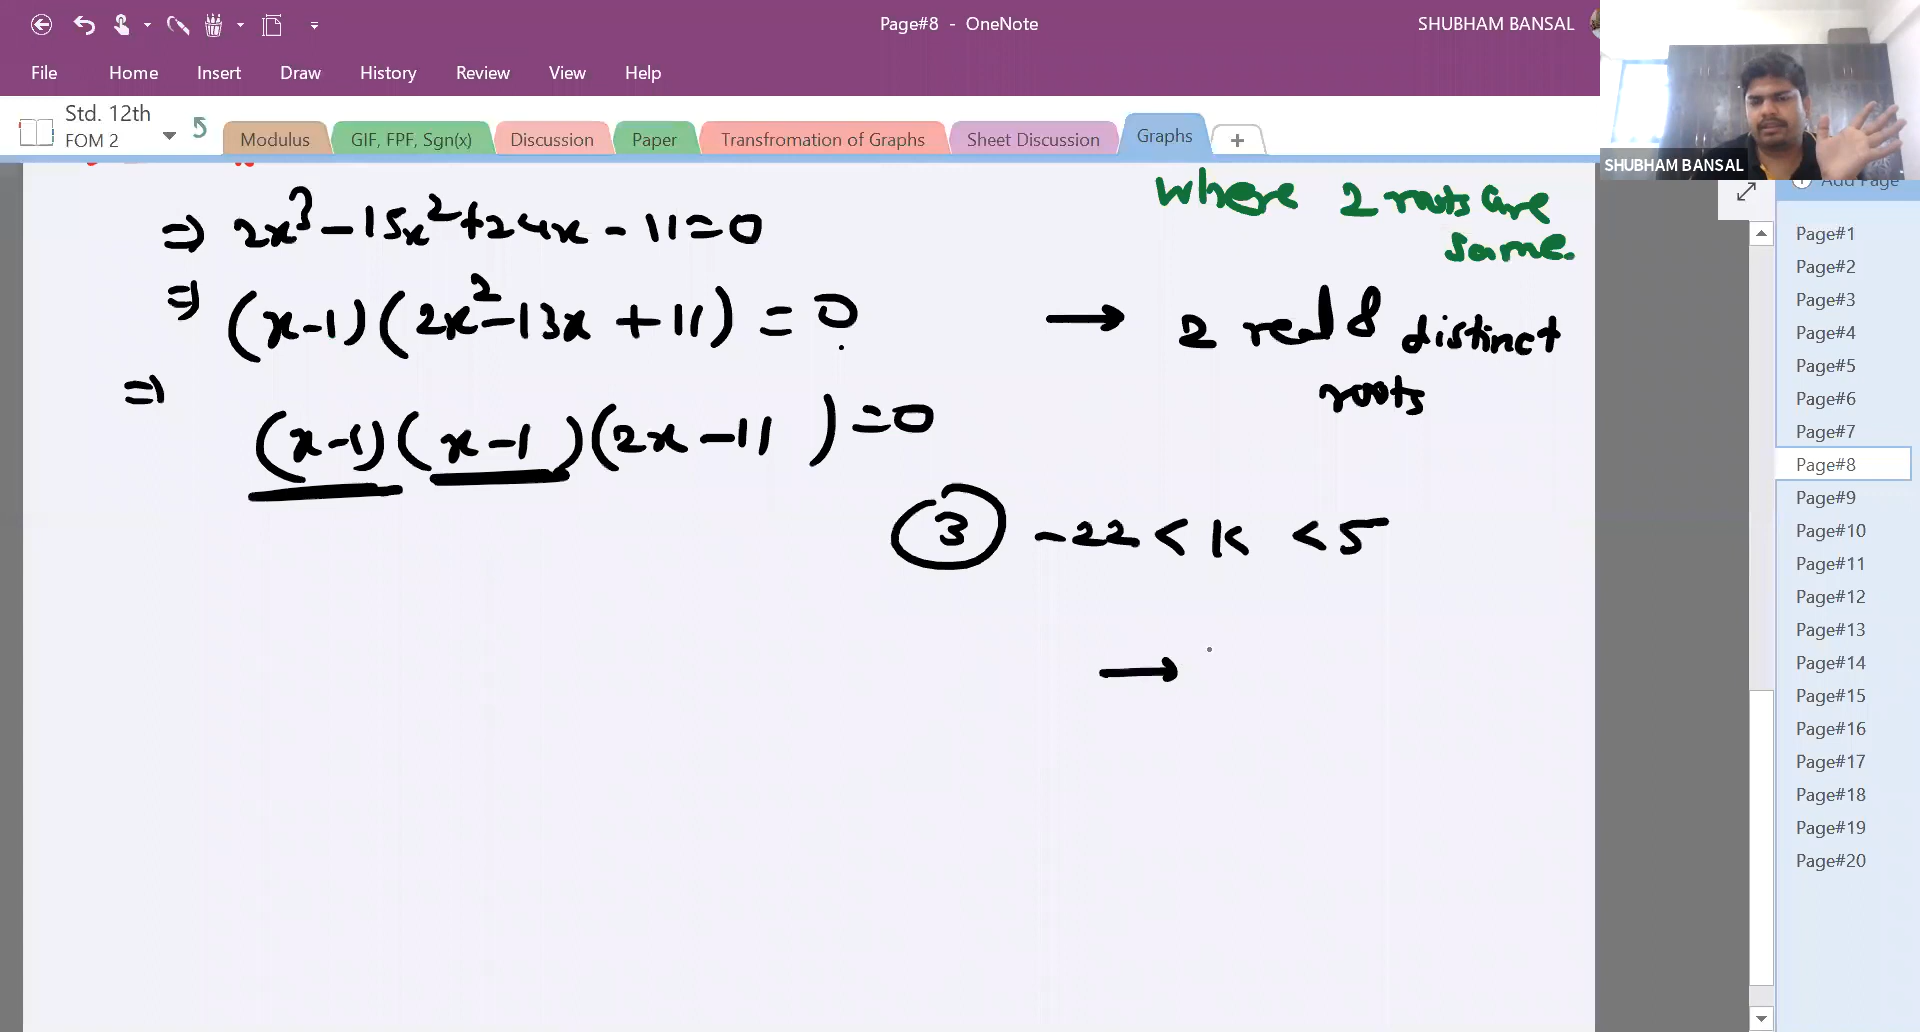 Page#8 - OneNote
SHUBHAM BANSAL
File Home Insert Draw History Review View Help
Std. 12th
FOM 2
Modulus
GIF, FPF, Sgn(x)
Discussion
Paper
Transfromation of Graphs
Sheet Discussion
Graphs
+
SHUBHAM BANSAL
Add Page
⇒ 2x³ - 15x² + 24x - 11 = 0
⇒ (x-1)(2x² - 13x + 11) = 0
⇒ (x-1)(x-1)(2x - 11) = 0
where 2 roots are
same.
→ 2 real & distinct
roots
③ -22 < k < 5
→
Page#1
Page#2
Page#3
Page#4
Page#5
Page#6
Page#7
Page#8
Page#9
Page#10
Page#11
Page#12
Page#13
Page#14
Page#15
Page#16
Page#17
Page#18
Page#19
Page#20